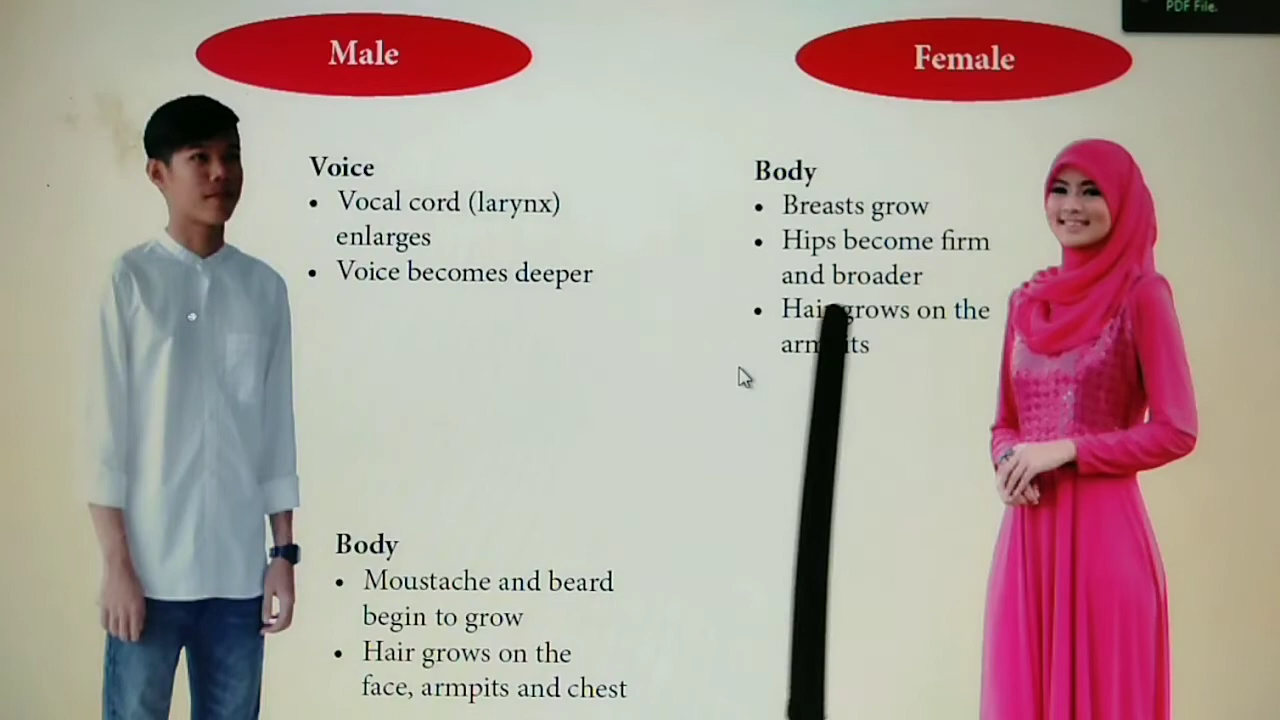 PDF File.
Male
Voice
• Vocal cord (larynx)
enlarges
• Voice becomes deeper
Body
• Moustache and beard
begin to grow
• Hair grows on the
face, armpits and chest
Female
Body
• Breasts grow
• Hips become firm
and broader
• Hair grows on the
armpits